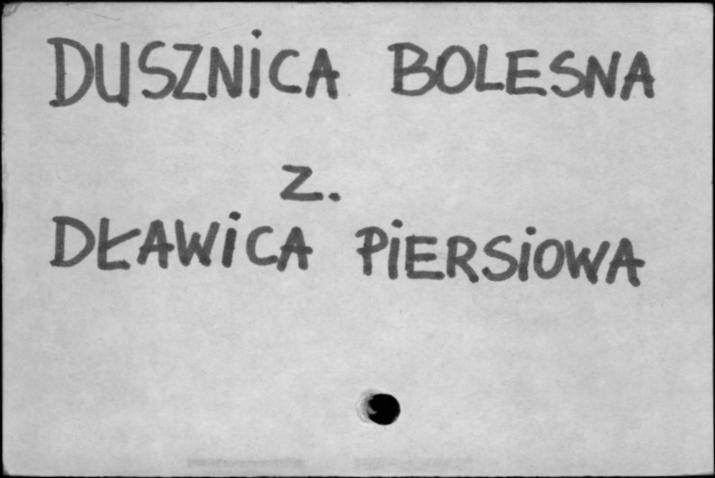 DUSZNICA BOLESNA
Z.
DŁAWICA PIERSIOWA